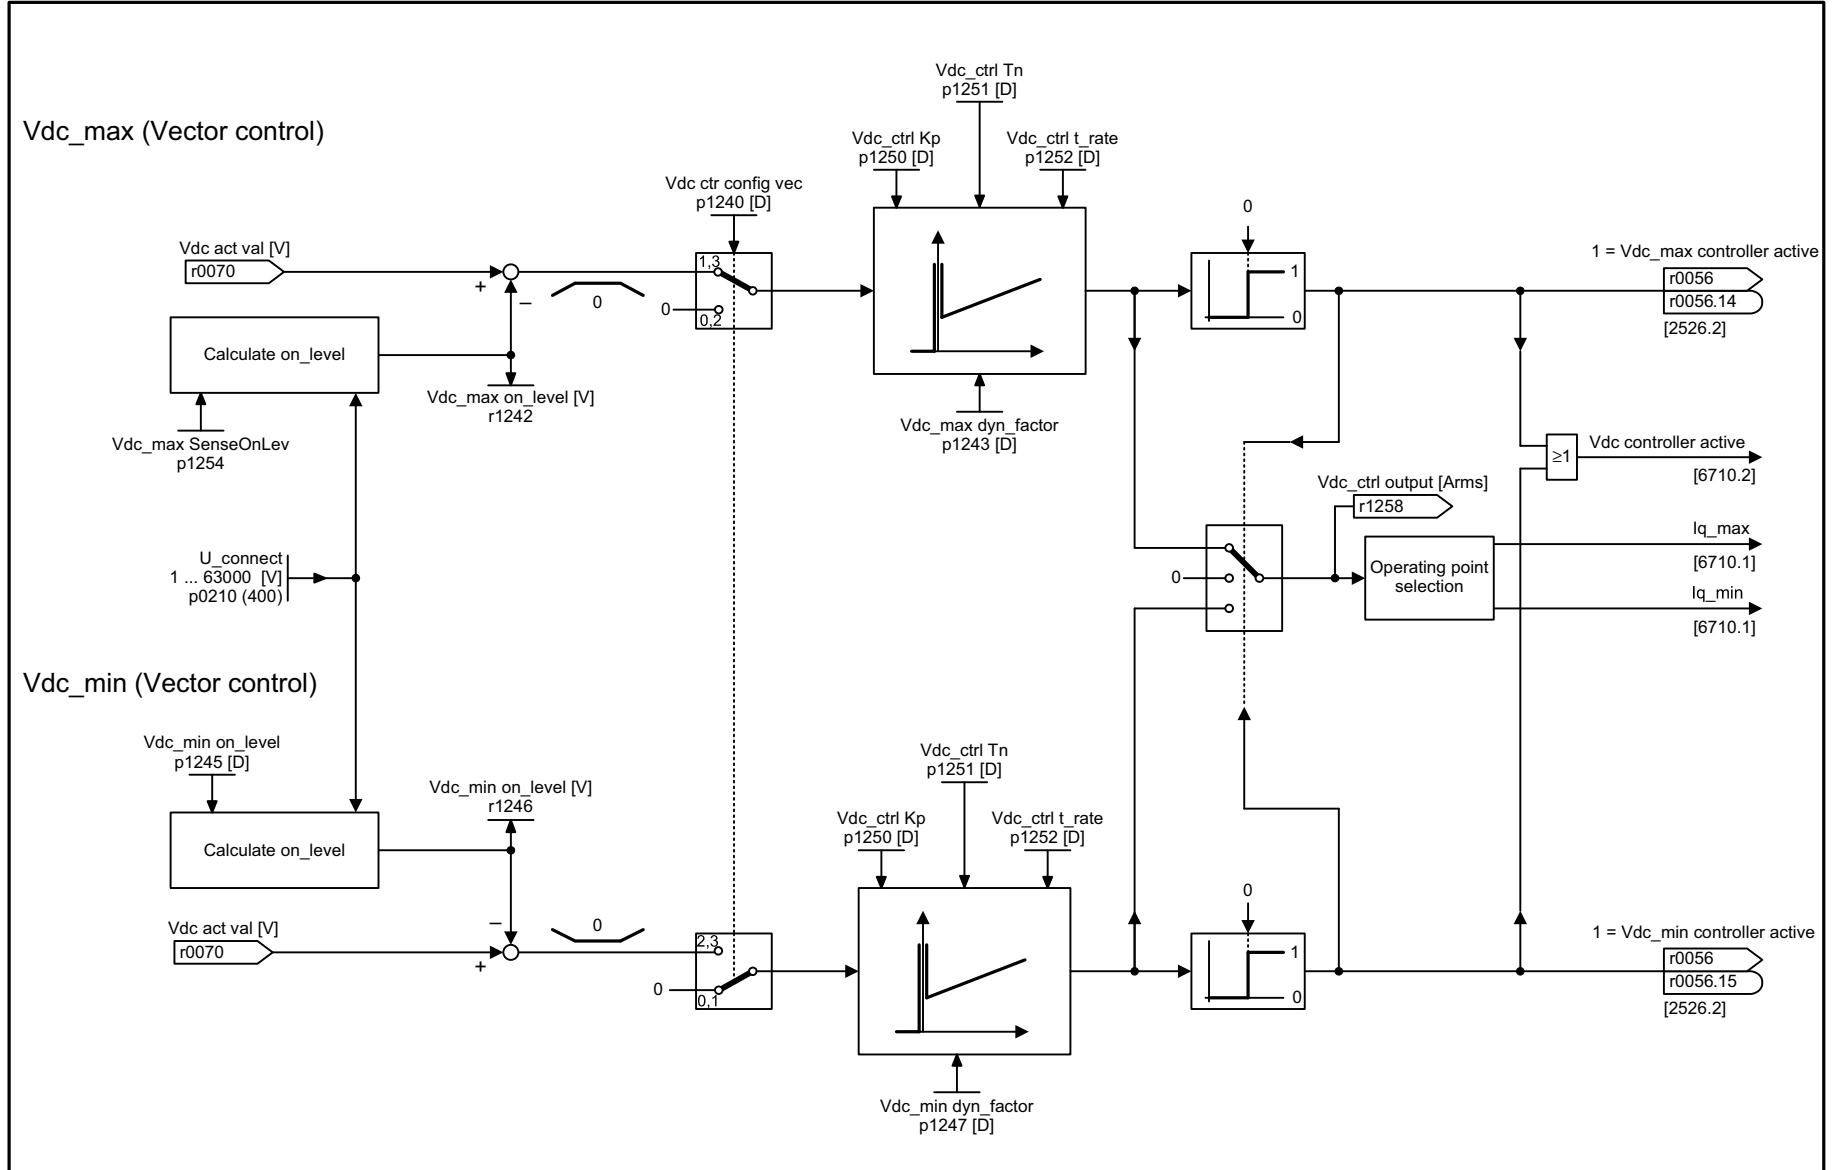 Vdc_max (Vector control)
Vdc_ctrl Tn
p1251 [D]
Vdc_ctrl Kp
p1250 [D]
Vdc_ctrl t_rate
p1252 [D]
Vdc ctr config vec
p1240 [D]
0
Vdc act val [V]
r0070
+
–
0
1,3
0
0,2
1
0
1 = Vdc_max controller active
r0056
r0056.14
[2526.2]
Calculate on_level
Vdc_max on_level [V]
r1242
Vdc_max SenseOnLev
p1254
Vdc_max dyn_factor
p1243 [D]
≥1
Vdc controller active
[6710.2]
Vdc_ctrl output [Arms]
r1258
U_connect
1 ... 63000 [V]
p0210 (400)
0
Operating point
selection
Iq_max
[6710.1]
Iq_min
[6710.1]
Vdc_min (Vector control)
Vdc_min on_level
p1245 [D]
Vdc_min on_level [V]
r1246
Vdc_ctrl Tn
p1251 [D]
Vdc_ctrl Kp
p1250 [D]
Vdc_ctrl t_rate
p1252 [D]
Calculate on_level
0
Vdc act val [V]
r0070
–
+
0
2,3
0
0,1
1
0
1 = Vdc_min controller active
r0056
r0056.15
[2526.2]
Vdc_min dyn_factor
p1247 [D]